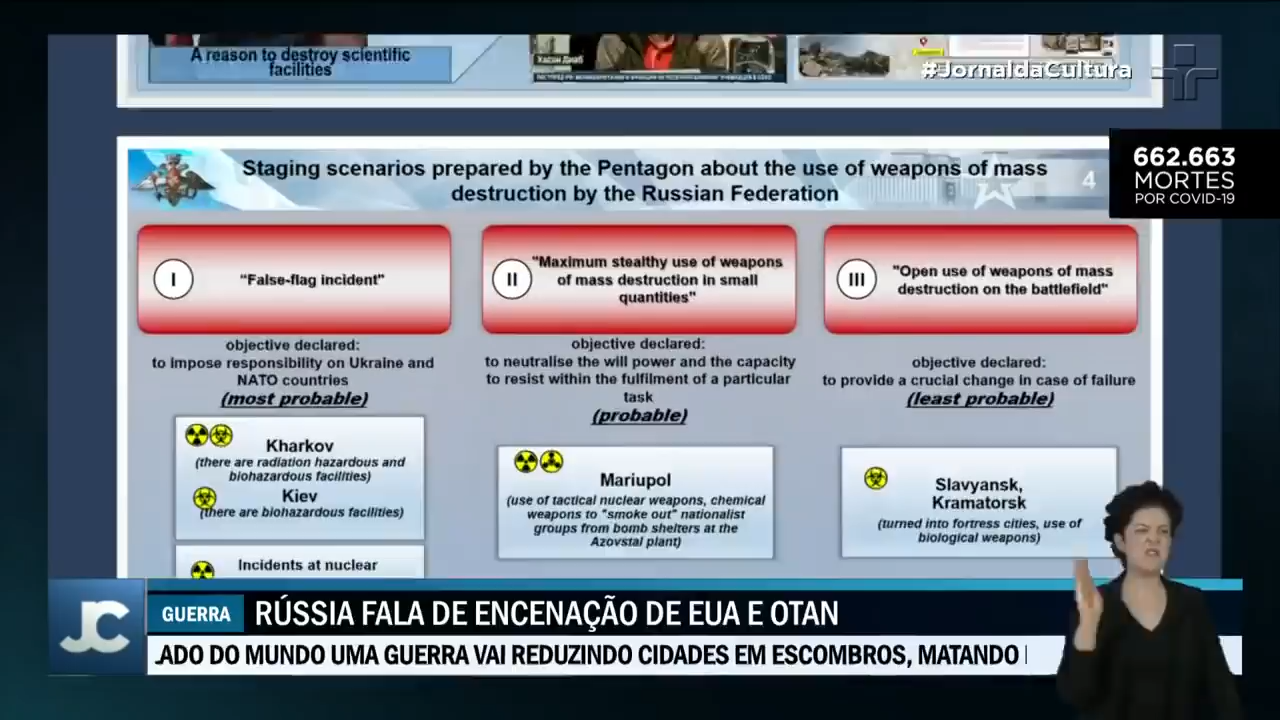 A reason to destroy scientific
facilities
Хасан Диаб
#JornaldaCultura
Staging scenarios prepared by the Pentagon about the use of weapons of mass
destruction by the Russian Federation
4
662.663
MORTES
POR COVID-19
I
“False-flag incident"
objective declared:
to impose responsibility on Ukraine and
NATO countries
(most probable)
Kharkov
(there are radiation hazardous and
biohazardous facilities)
Kiev
(there are biohazardous facilities)
Incidents at nuclear
II
"Maximum stealthy use of weapons
of mass destruction in small
quantities"
objective declared:
to neutralise the will power and the capacity
to resist within the fulfilment of a particular
task
(probable)
Mariupol
(use of tactical nuclear weapons, chemical
weapons to "smoke out" nationalist
groups from bomb shelters at the
Azovstal plant)
III
"Open use of weapons of mass
destruction on the battlefield"
objective declared:
to provide a crucial change in case of failure
(least probable)
Slavyansk,
Kramatorsk
(turned into fortress cities, use of
biological weapons)
JC
GUERRA
RÚSSIA FALA DE ENCENAÇÃO DE EUA E OTAN
LADO DO MUNDO UMA GUERRA VAI REDUZINDO CIDADES EM ESCOMBROS, MATANDO